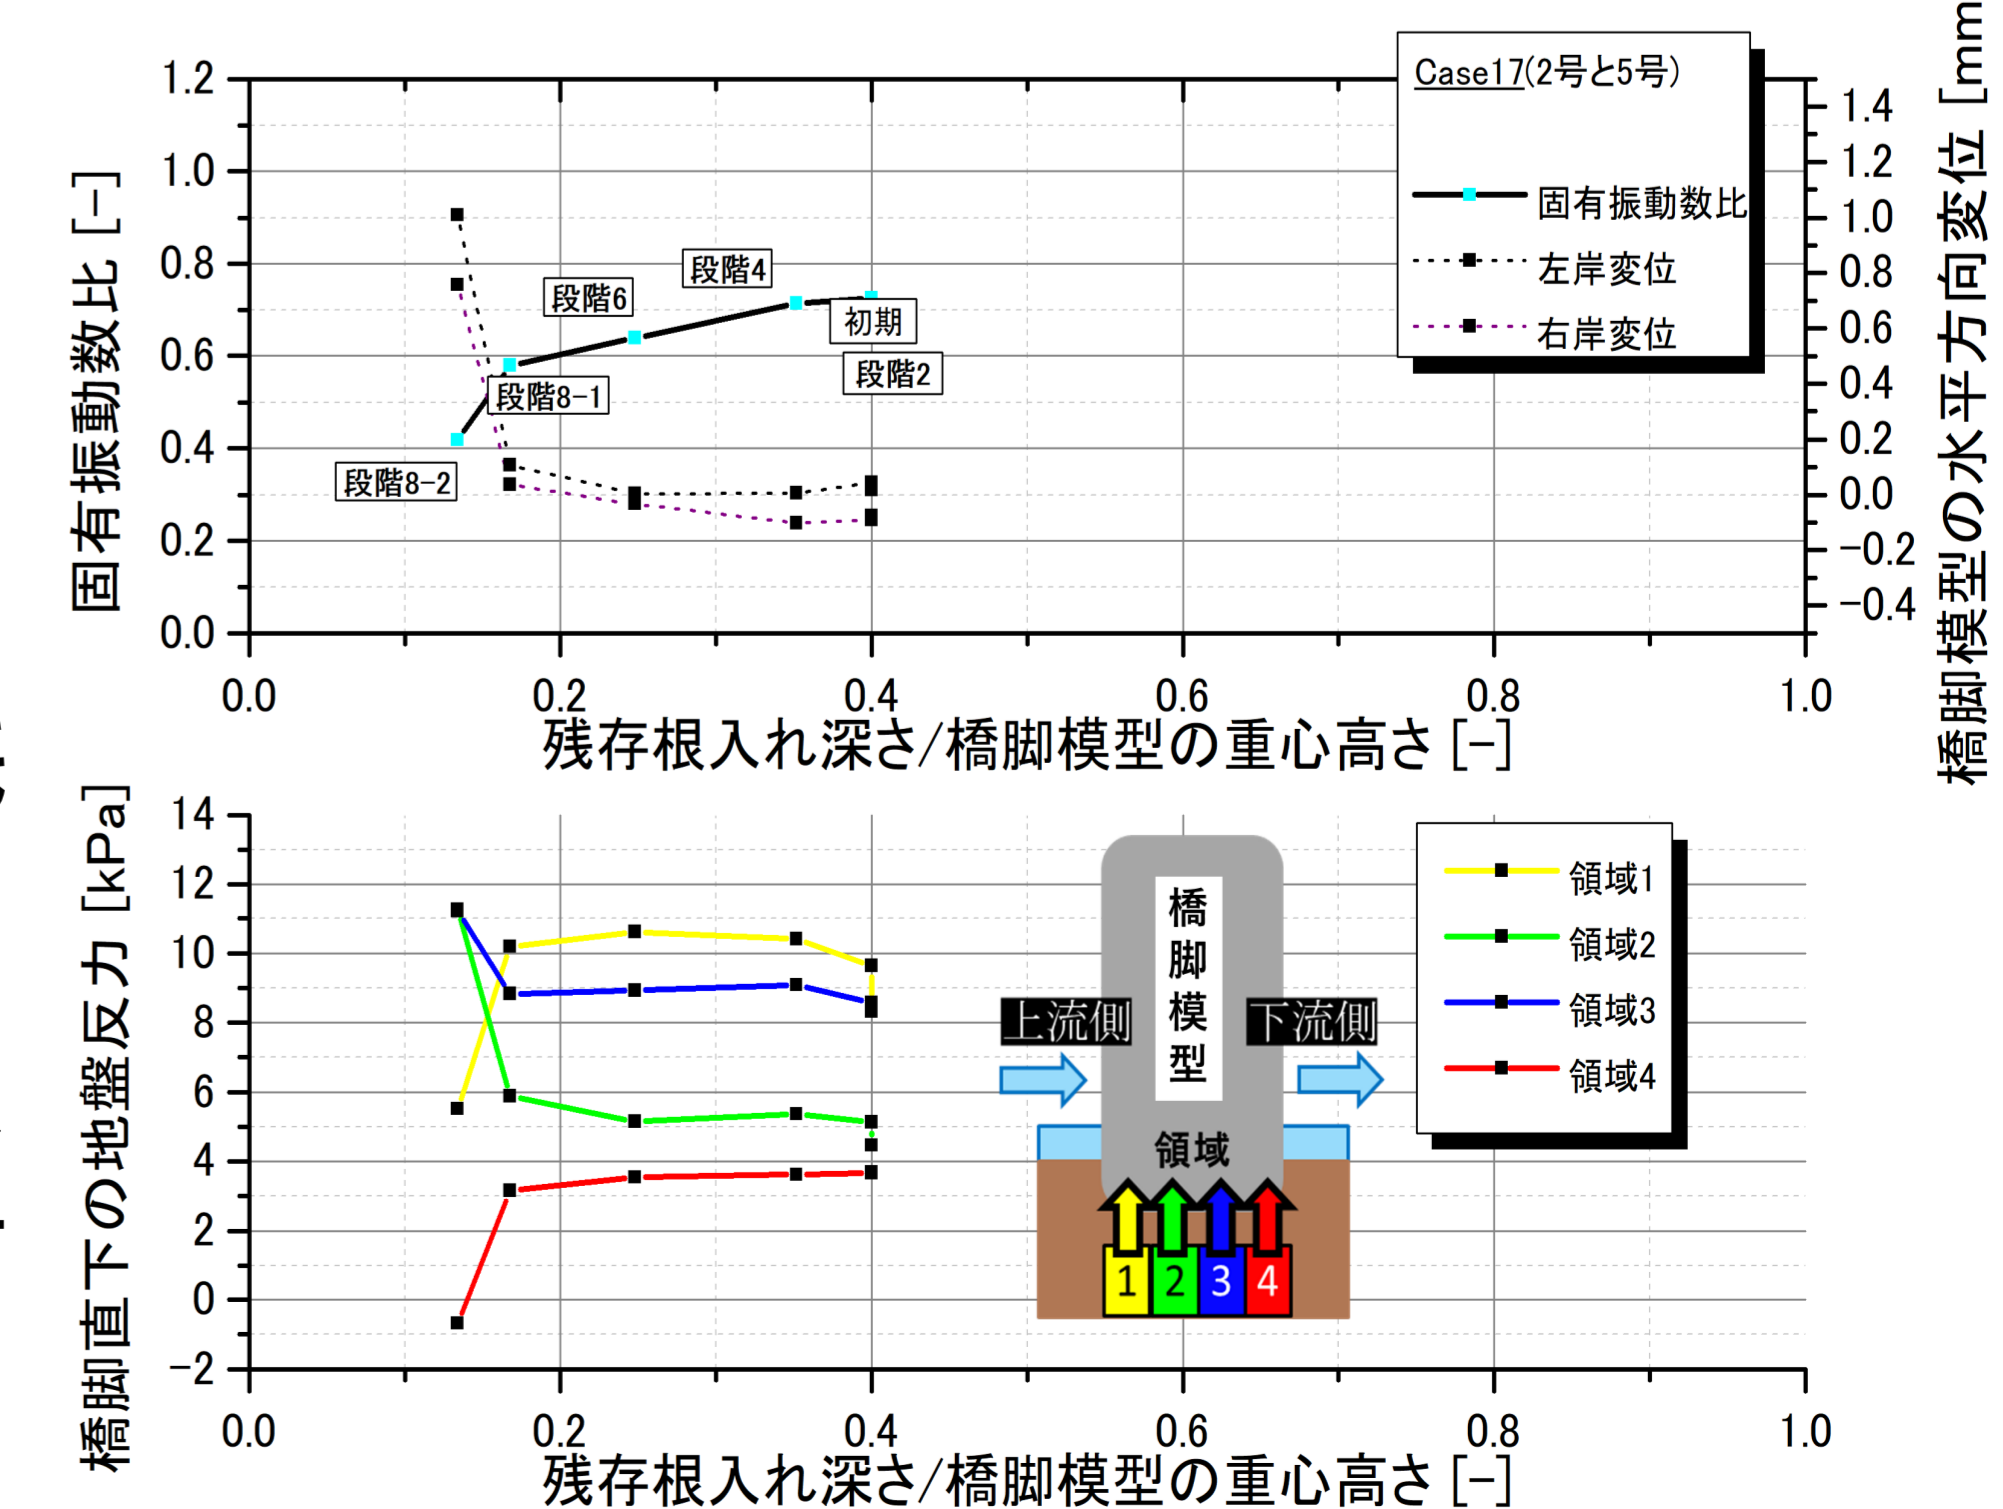 固有振動数比 [-]
1.2
1.0
0.8
0.6
0.4
0.2
0.0
段階8-2
段階8-1
段階6
段階4
初期
段階2
Case17(2号と5号)
固有振動数比
左岸変位
右岸変位
1.4
1.2
1.0
0.8
0.6
0.4
0.2
0.0
-0.2
-0.4
橋脚模型の水平方向変位 [mm
0.0 0.2 0.4 0.6 0.8 1.0
残存根入れ深さ/橋脚模型の重心高さ [-]
橋脚直下の地盤反力 [kPa]
14
12
10
8
6
4
2
0
-2
橋脚模型
上流側
下流側
領域
1 2 3 4
領域1
領域2
領域3
領域4
0.0 0.2 0.4 0.6 0.8 1.0
残存根入れ深さ/橋脚模型の重心高さ [-]